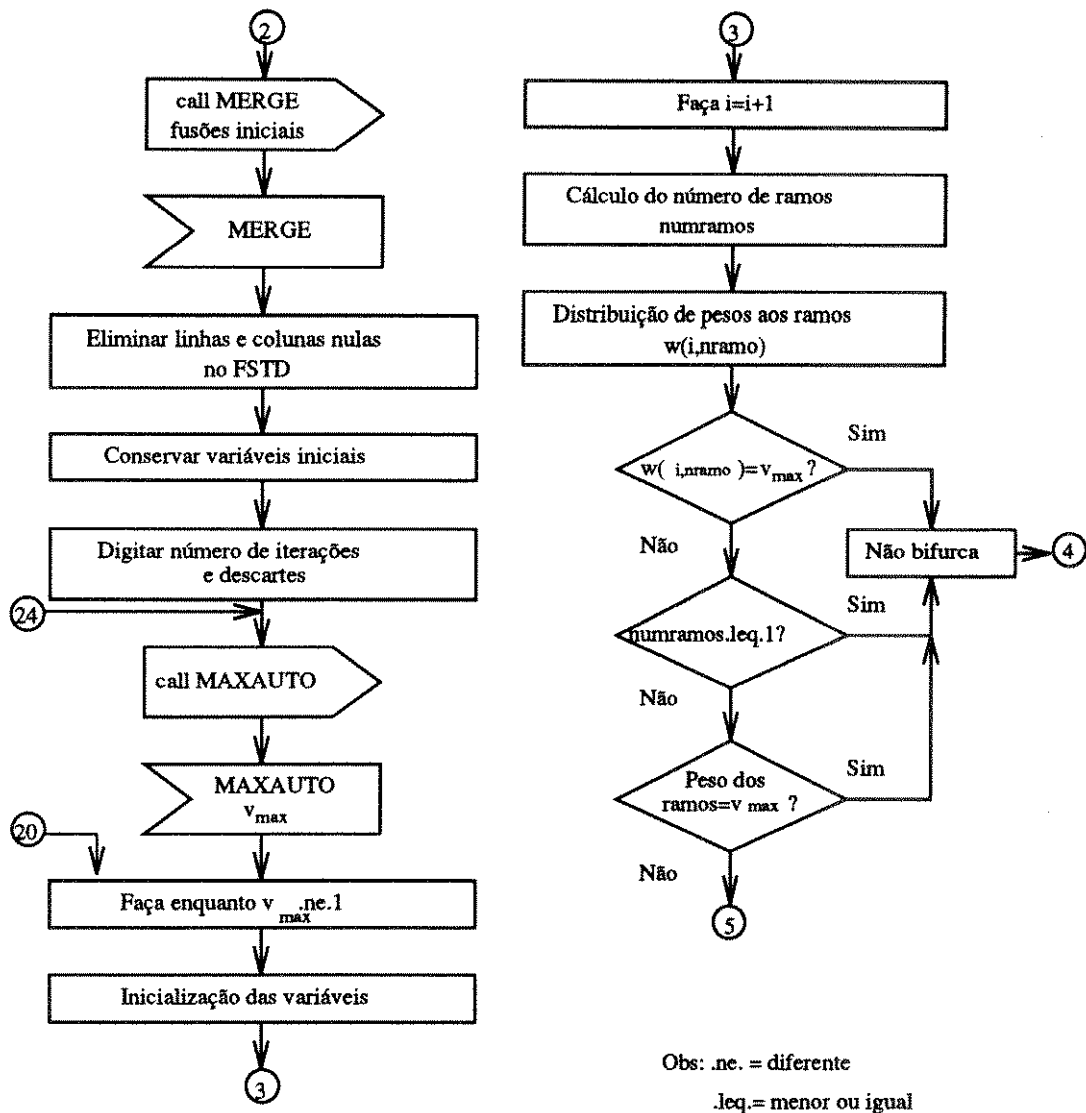 2
call MERGE
fusões iniciais
MERGE
Eliminar linhas e colunas nulas
no FSTD
Conservar variáveis iniciais
Digitar número de iterações
e descartes
24
call MAXAUTO
MAXAUTO
v max
20
Faça enquanto v max .ne.1
Inicialização das variáveis
3
3
Faça i=i+1
Cálculo do número de ramos
numramos
Distribuição de pesos aos ramos
w(i,nramo)
w( i,nramo )=v max ?
Sim
Não
Não bifurca
4
numramos.leq.1?
Sim
Não
Peso dos
ramos=v max ?
Sim
Não
5
Obs: .ne. = diferente
.leq.= menor ou igual